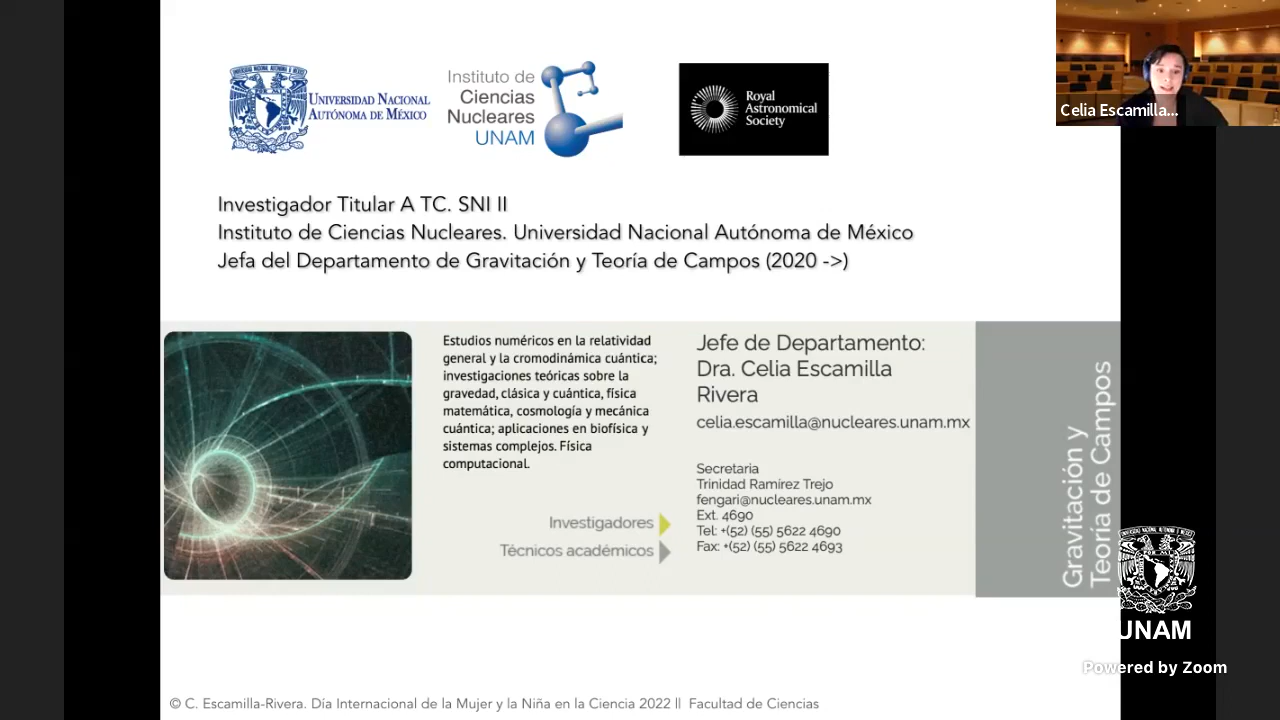 UNIVERSIDAD NACIONAL
AUTÓNOMA DE MÉXICO
Instituto de
Ciencias
Nucleares
UNAM
Royal
Astronomical
Society
Celia Escamilla...
Investigador Titular A TC. SNI II
Instituto de Ciencias Nucleares. Universidad Nacional Autónoma de México
Jefa del Departamento de Gravitación y Teoría de Campos (2020 ->)
Estudios numéricos en la relatividad
general y la cromodinámica cuántica;
investigaciones teóricas sobre la
gravedad, clásica y cuántica, física
matemática, cosmología y mecánica
cuántica; aplicaciones en biofísica y
sistemas complejos. Física
computacional.
Investigadores
Técnicos académicos
Jefe de Departamento:
Dra. Celia Escamilla
Rivera
celia.escamilla@nucleares.unam.mx
Secretaria
Trinidad Ramírez Trejo
fengari@nucleares.unam.mx
Ext. 4690
Tel: +(52) (55) 5622 4690
Fax: +(52) (55) 5622 4693
Gravitación y
Teoría de Campos
UNAM
Powered by Zoom
© C. Escamilla-Rivera. Día Internacional de la Mujer y la Niña en la Ciencia 2022 || Facultad de Ciencias